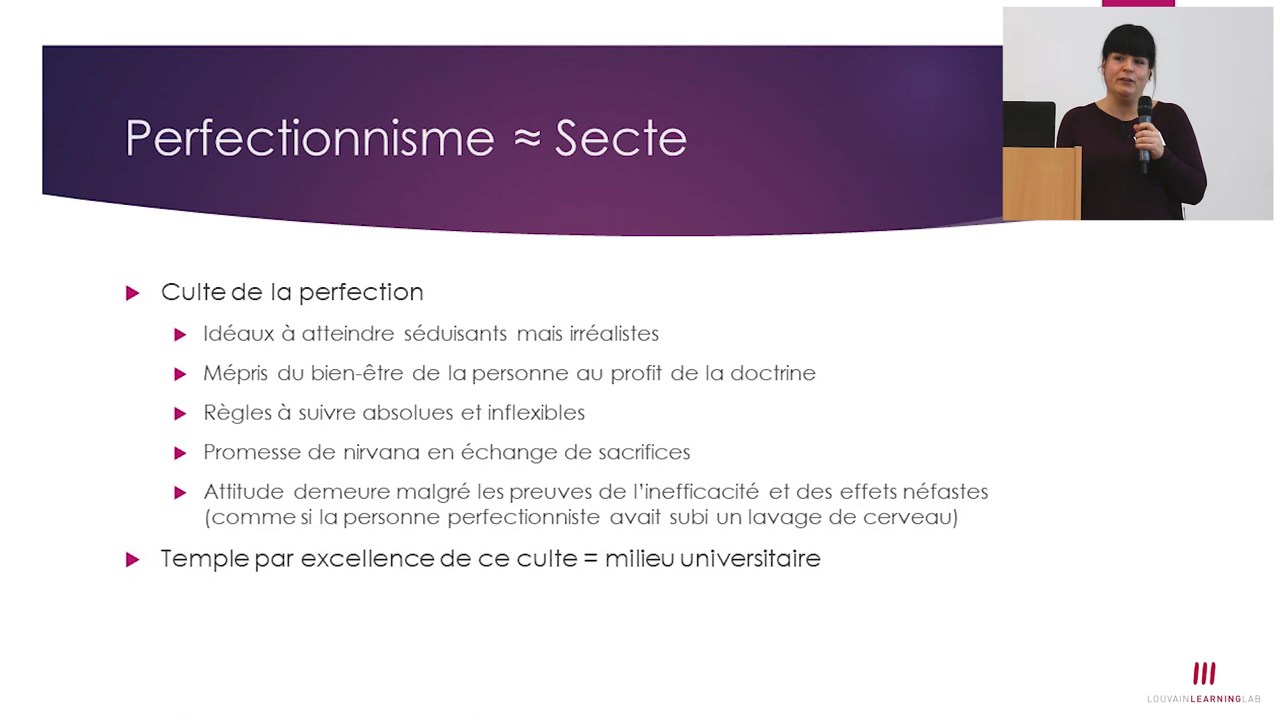 Perfectionnisme ≈ Secte
Culte de la perfection
Idéaux à atteindre séduisants mais irréalistes
Mépris du bien-être de la personne au profit de la doctrine
Règles à suivre absolues et inflexibles
Promesse de nirvana en échange de sacrifices
Attitude demeure malgré les preuves de l'inefficacité et des effets néfastes
(comme si la personne perfectionniste avait subi un lavage de cerveau)
Temple par excellence de ce culte = milieu universitaire
LOUVAINLEARNINGLAB